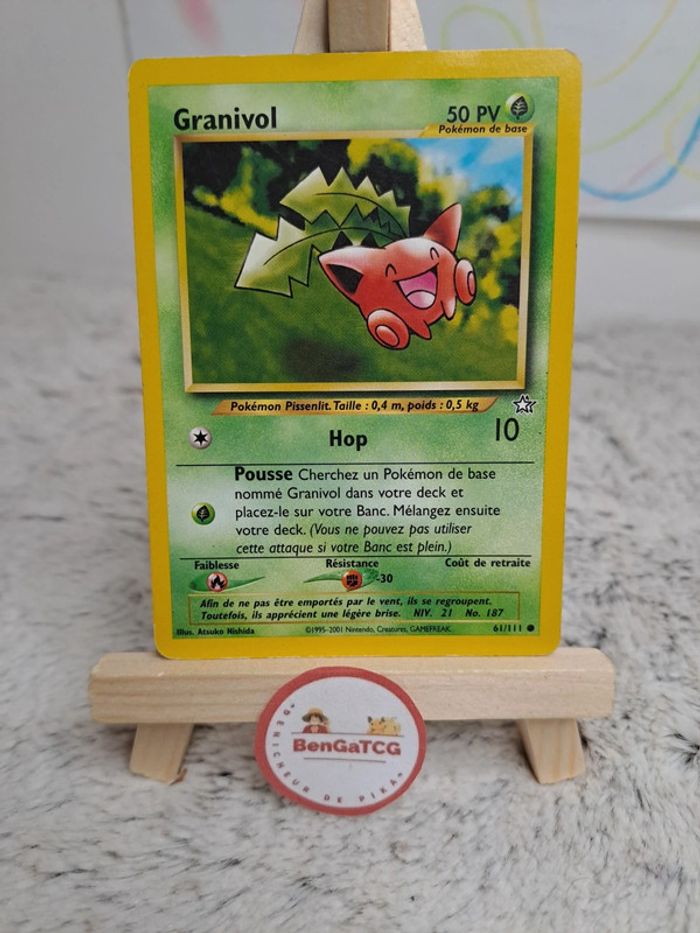 Granivol
50 PV
Pokémon de base
Pokémon Pissenlit. Taille : 0,4 m, poids : 0,5 kg
Hop
10
Pousse Cherchez un Pokémon de base
nommé Granivol dans votre deck et
placez-le sur votre Banc. Mélangez ensuite
votre deck. (Vous ne pouvez pas utiliser
cette attaque si votre Banc est plein.)
Faiblesse
Résistance
Coût de retraite
-30
Afin de ne pas être emportés par le vent, ils se regroupent.
Toutefois, ils apprécient une légère brise. NIV. 21 No. 187
Illus. Atsuko Nishida
©1995-2001 Nintendo, Creatures, GAMEFREAK.
61/111
BenGaTCG
DENICHEUR DE PIKA